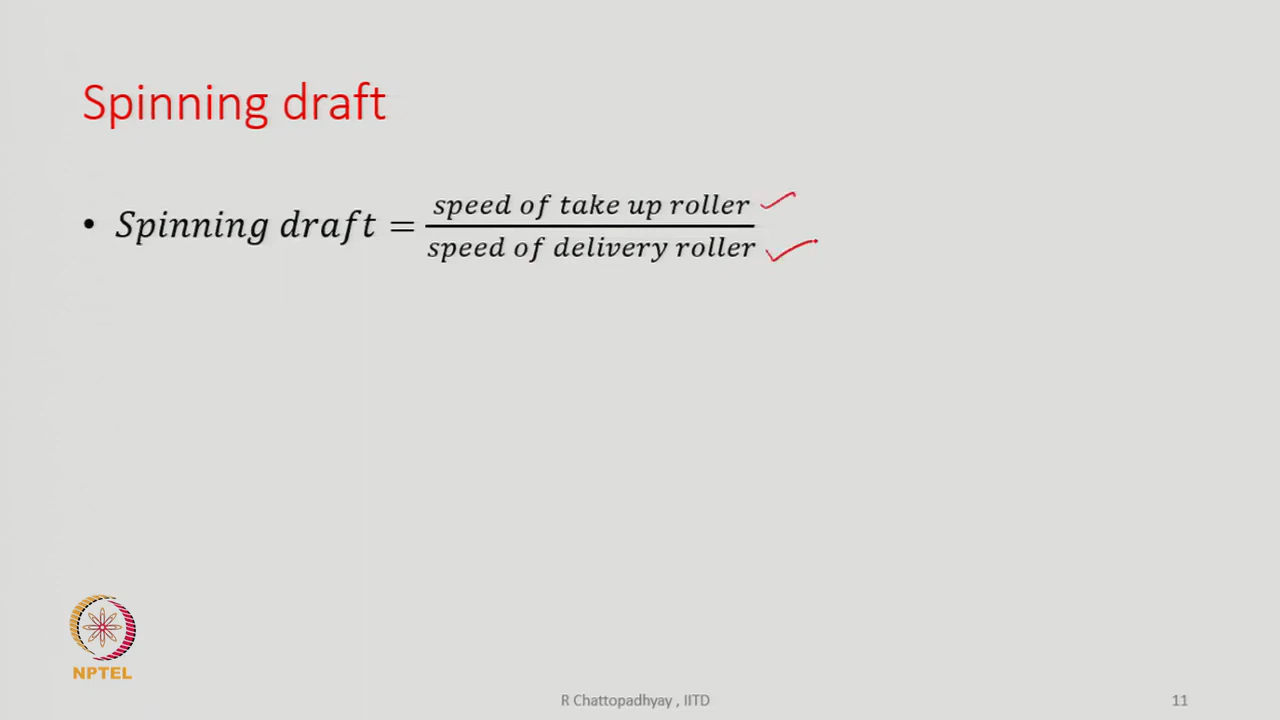 Spinning draft
• Spinning draft = speed of take up roller / speed of delivery roller
NPTEL
R Chattopadhyay , IITD
11